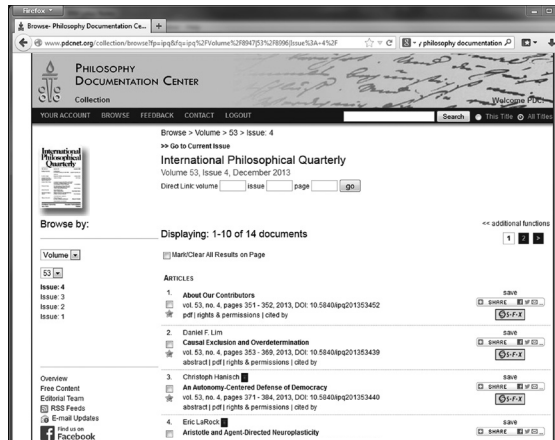 Firefox
Browse- Philosophy Documentation Ce...
www.pdcnet.org/collection/browse?fp=ipq&fq=ipq%2FVolume%2F8947|53%2F8996|Issue%3A+4%2F
philosophy documentation
PHILOSOPHY
DOCUMENTATION CENTER
Collection
Welcome PDC!
YOUR ACCOUNT BROWSE FEEDBACK CONTACT LOGOUT
Search This Title All Titles
Browse > Volume > 53 > Issue: 4
>> Go to Current Issue
International Philosophical Quarterly
Volume 53, Issue 4, December 2013
Direct Link: volume issue page go
International
Philosophical
Quarterly
Browse by:
Volume
53
Issue: 4
Issue: 3
Issue: 2
Issue: 1
Overview
Free Content
Editorial Team
RSS Feeds
E-mail Updates
Find us on
Facebook
<< additional functions
Displaying: 1-10 of 14 documents
1 2 >
Mark/Clear All Results on Page
ARTICLES
1.
About Our Contributors
vol. 53, no. 4, pages 351 - 352, 2013, DOI: 10.5840/ipq201353452
pdf | rights & permissions | cited by
save
SHARE
S-F-X
2. Daniel F. Lim
Causal Exclusion and Overdetermination
vol. 53, no. 4, pages 353 - 369, 2013, DOI: 10.5840/ipq201353439
abstract | pdf | rights & permissions | cited by
save
SHARE
S-F-X
3. Christoph Hanisch
An Autonomy-Centered Defense of Democracy
vol. 53, no. 4, pages 371 - 384, 2013, DOI: 10.5840/ipq201353440
abstract | pdf | rights & permissions | cited by
save
SHARE
S-F-X
4. Eric LaRock
Aristotle and Agent-Directed Neuroplasticity
save
SHARE